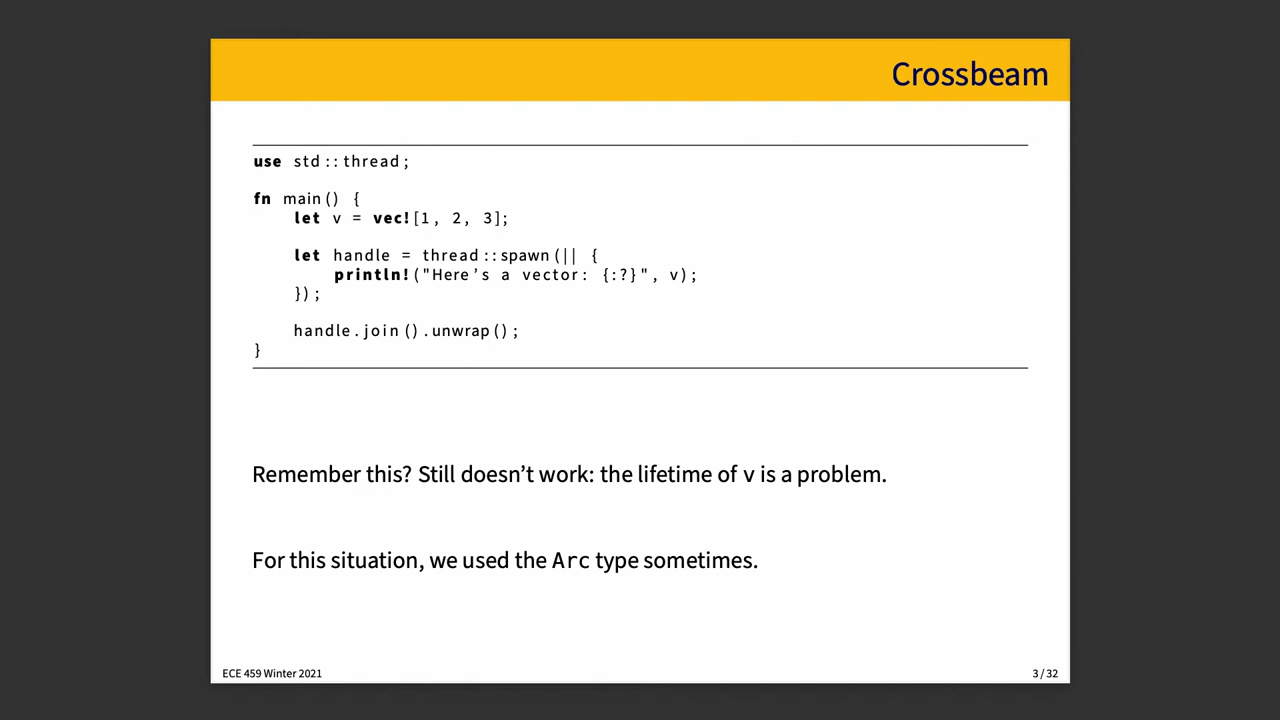 Crossbeam
use std::thread;
fn main() {
    let v = vec![1, 2, 3];
    let handle = thread::spawn(|| {
        println!("Here's a vector: {:?}", v);
    });
    handle.join().unwrap();
}
Remember this? Still doesn’t work: the lifetime of v is a problem.
For this situation, we used the Arc type sometimes.
ECE 459 Winter 2021
3 / 32